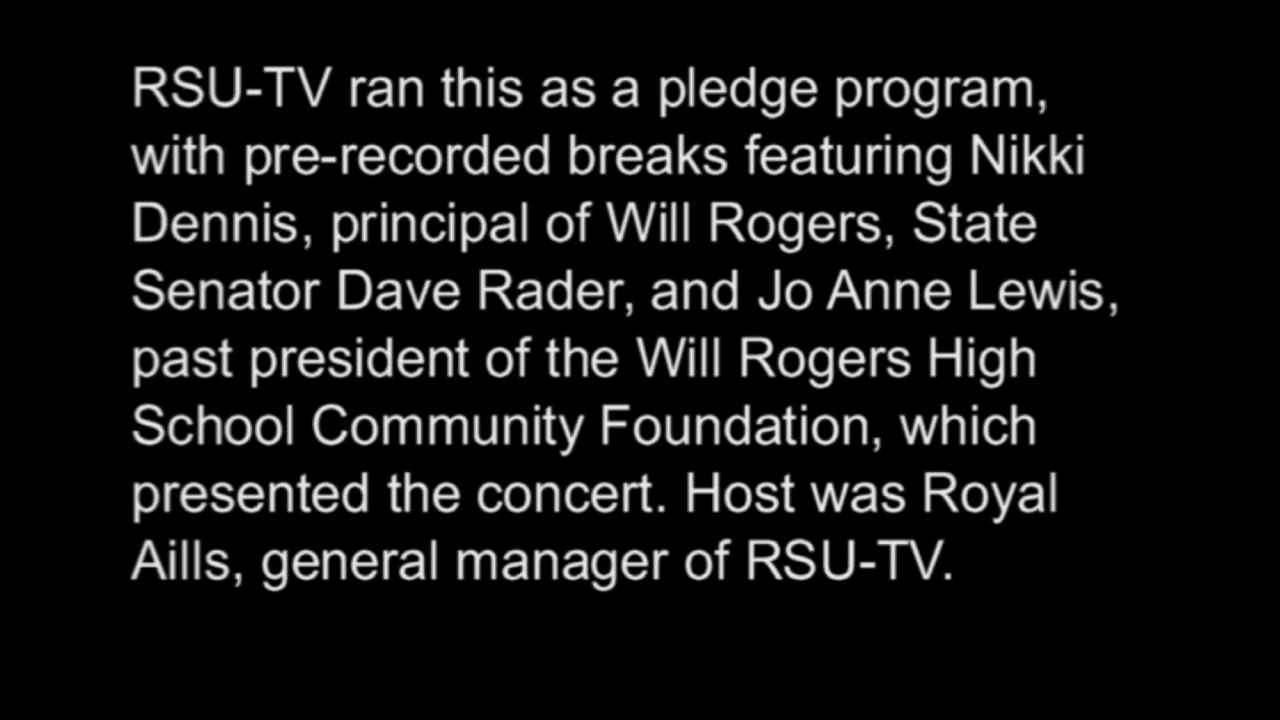 RSU-TV ran this as a pledge program,
with pre-recorded breaks featuring Nikki
Dennis, principal of Will Rogers, State
Senator Dave Rader, and Jo Anne Lewis,
past president of the Will Rogers High
School Community Foundation, which
presented the concert. Host was Royal
Aills, general manager of RSU-TV.